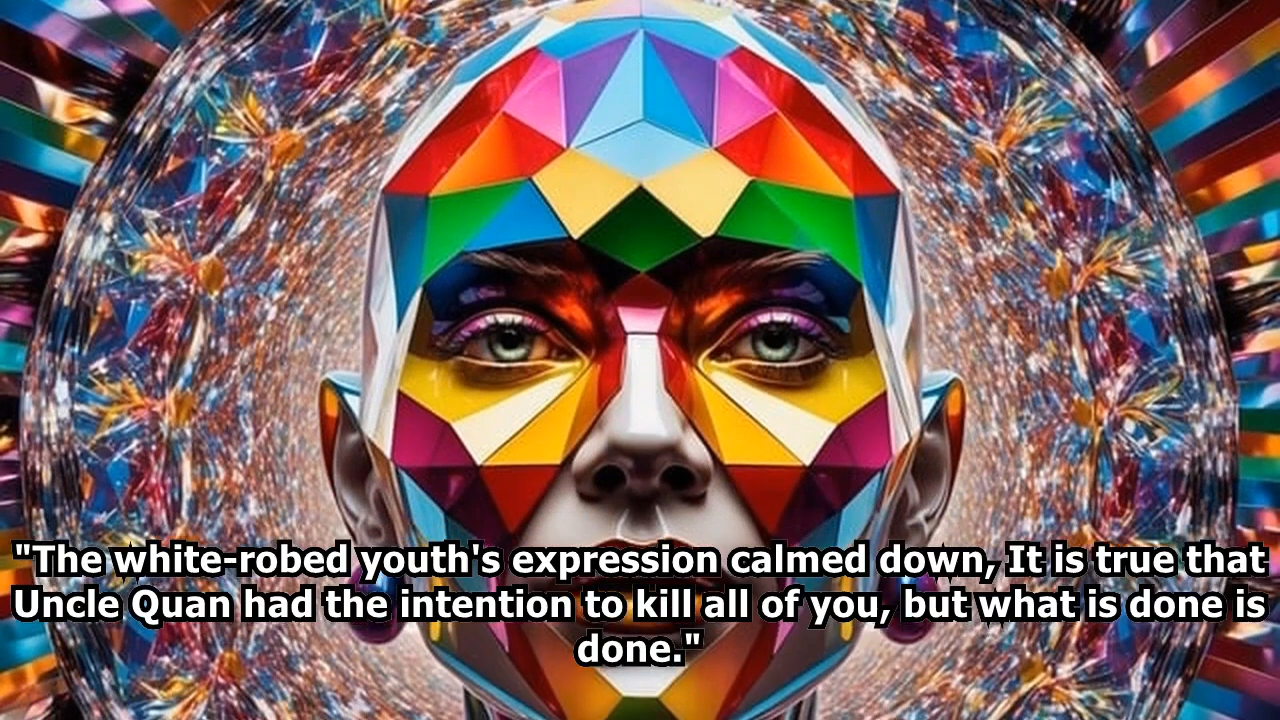 "The white-robed youth's expression calmed down, It is true that
Uncle Quan had the intention to kill all of you, but what is done is
done."